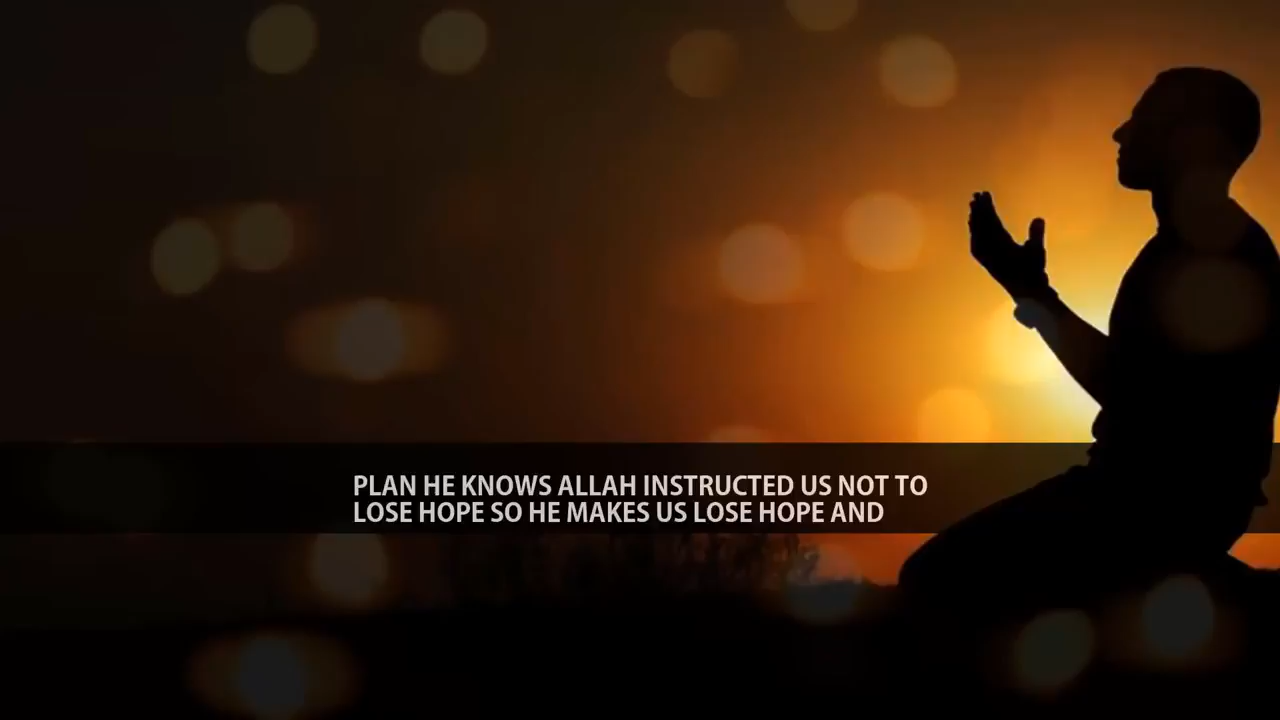 PLAN HE KNOWS ALLAH INSTRUCTED US NOT TO
LOSE HOPE SO HE MAKES US LOSE HOPE AND